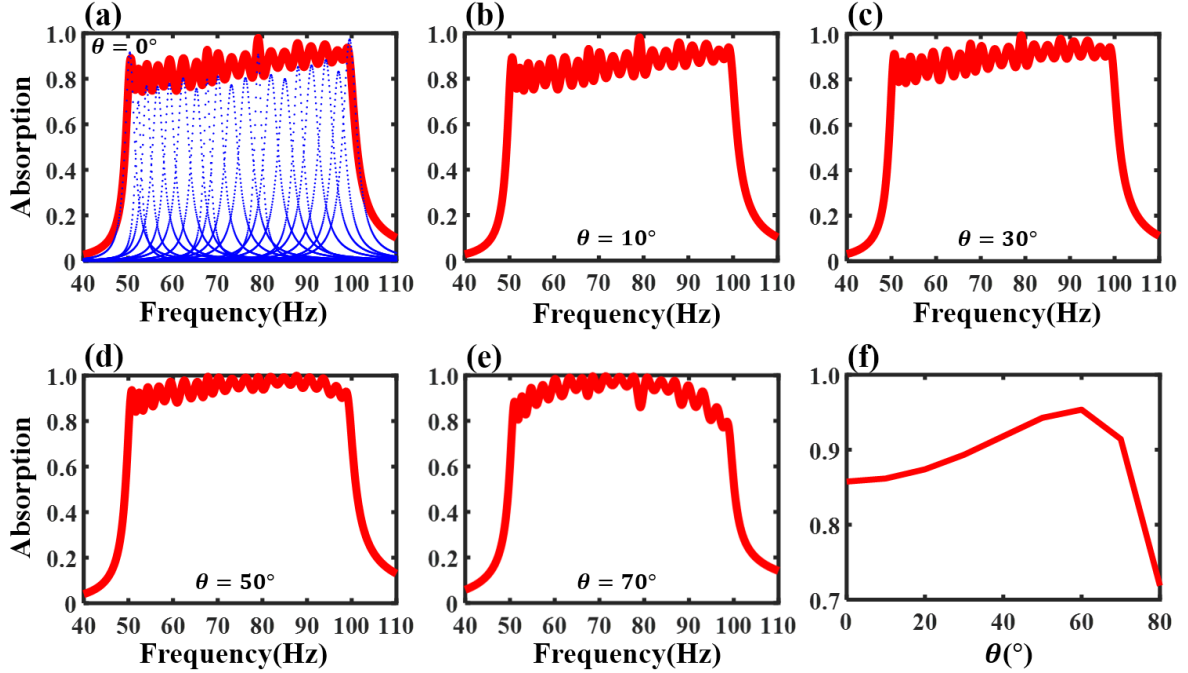 (a) (b) (c)
1.0 1.0 1.0
θ = 0°
0.8 0.8 0.8
0.6 0.6 0.6
Absorption
0.4 0.4 0.4
0.2 0.2 0.2
θ = 10° θ = 30°
0 0 0
40 50 60 70 80 90 100 110 40 50 60 70 80 90 100 110 40 50 60 70 80 90 100 110
Frequency(Hz) Frequency(Hz) Frequency(Hz)
(d) (e) (f)
1.0 1.0 1.0
0.8 0.8 0.9
0.6 0.6
Absorption
0.4 0.4 0.8
0.2 0.2
θ = 50° θ = 70°
0 0 0.7
40 50 60 70 80 90 100 110 40 50 60 70 80 90 100 110 0 20 40 60 80
Frequency(Hz) Frequency(Hz) θ(°)